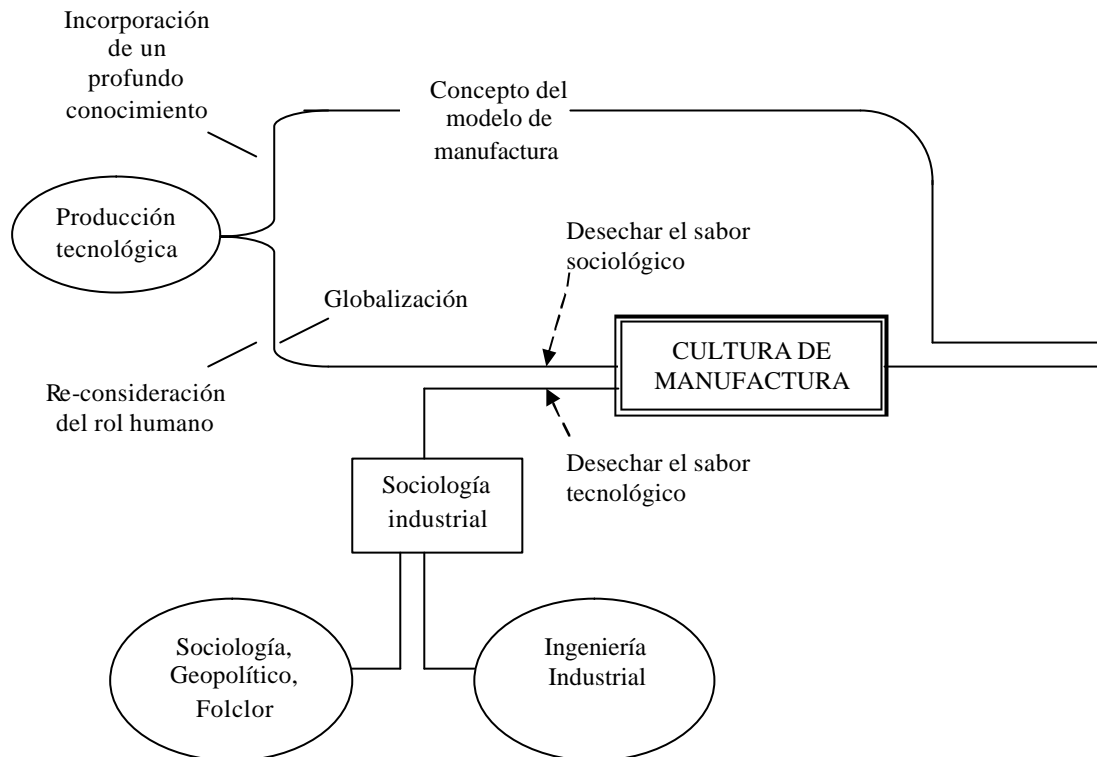 Incorporación
de un
profundo
conocimiento
Concepto del
modelo de
manufactura
Producción
tecnológica
Desechar el sabor
sociológico
Globalización
CULTURA DE
MANUFACTURA
Re-consideración
del rol humano
Desechar el sabor
tecnológico
Sociología
industrial
Sociología,
Geopolítico,
Folclor
Ingeniería
Industrial